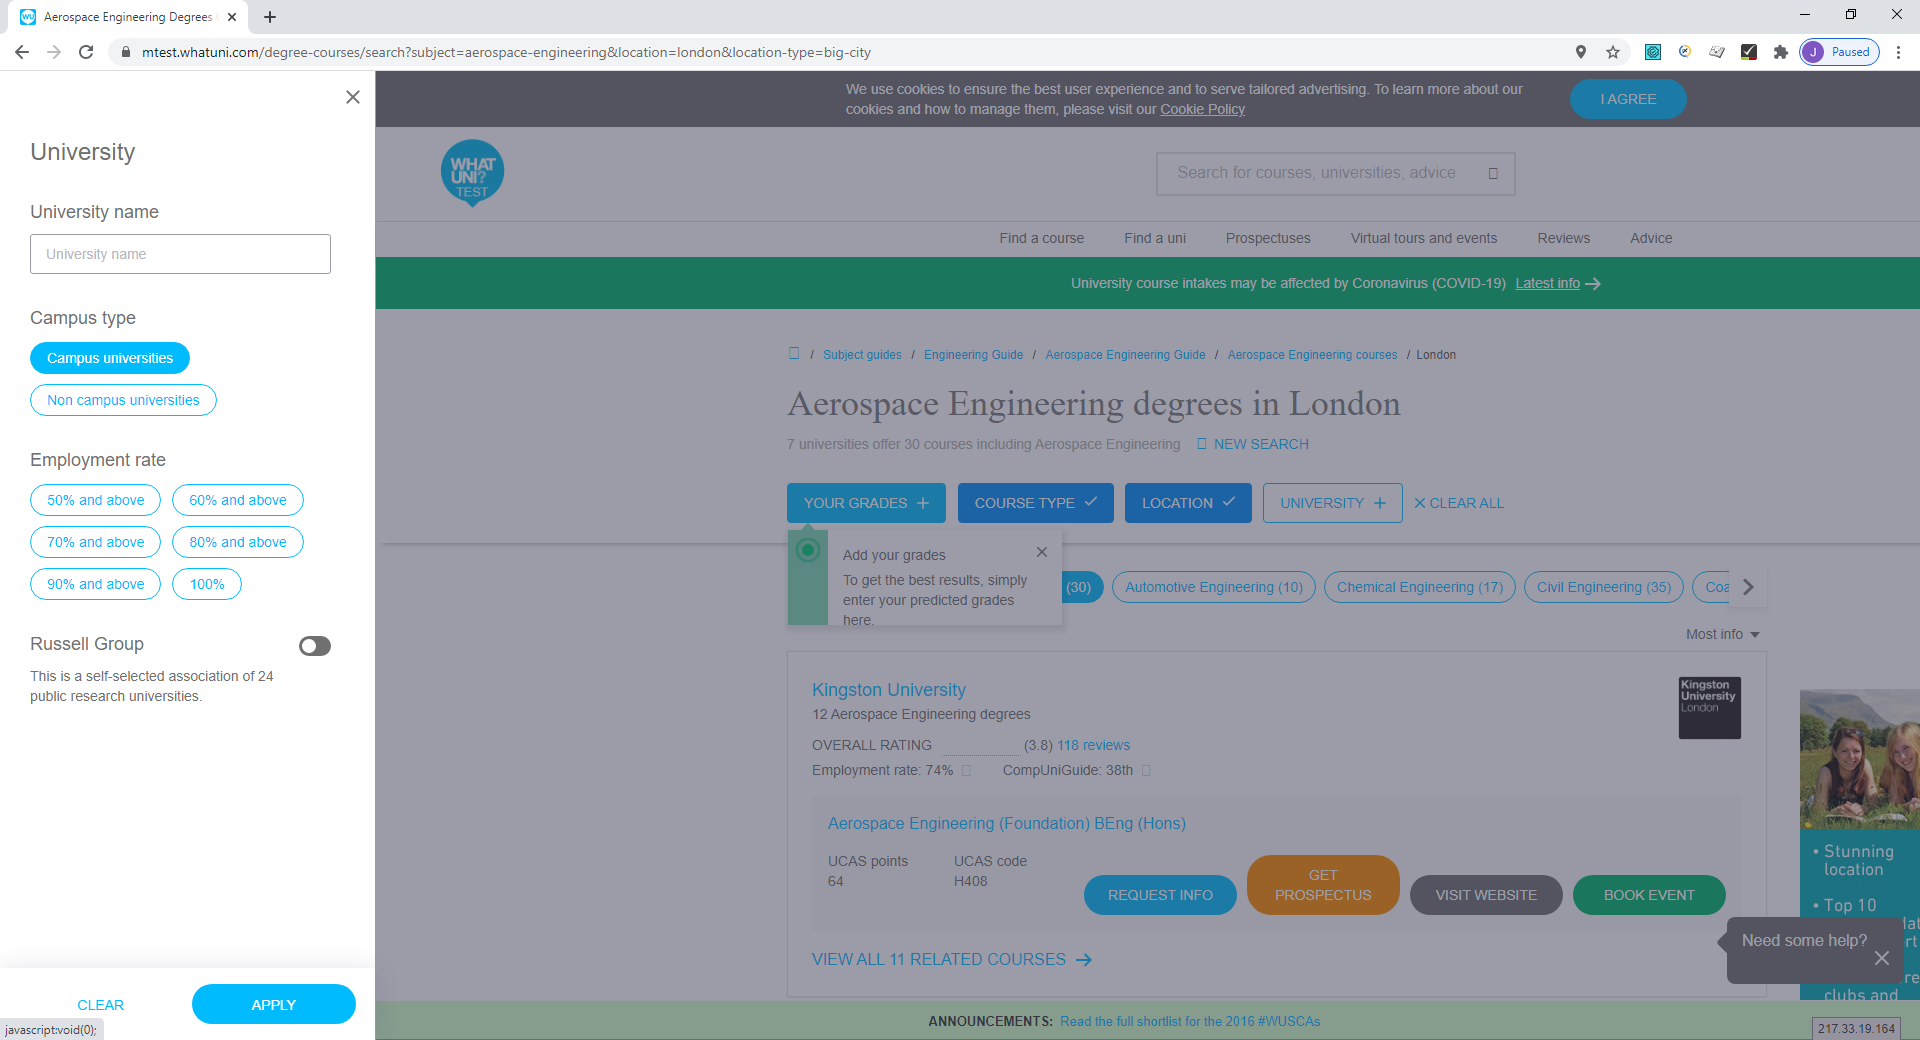 Aerospace Engineering Degrees
mtest.whatuni.com/degree-courses/search?subject=aerospace-engineering&location=london&location-type=big-city
J Paused
University
University name
University name
Campus type
Campus universities
Non campus universities
Employment rate
50% and above
60% and above
70% and above
80% and above
90% and above
100%
Russell Group
This is a self-selected association of 24
public research universities.
CLEAR
APPLY
javascript:void(0);
We use cookies to ensure the best user experience and to serve tailored advertising. To learn more about our
cookies and how to manage them, please visit our Cookie Policy
I AGREE
WHAT
UNI?
TEST
Search for courses, universities, advice
Find a course
Find a uni
Prospectuses
Virtual tours and events
Reviews
Advice
University course intakes may be affected by Coronavirus (COVID-19) Latest info
/ Subject guides / Engineering Guide / Aerospace Engineering Guide / Aerospace Engineering courses / London
Aerospace Engineering degrees in London
7 universities offer 30 courses including Aerospace Engineering
NEW SEARCH
YOUR GRADES
COURSE TYPE
LOCATION
UNIVERSITY
CLEAR ALL
Add your grades
To get the best results, simply
enter your predicted grades
here.
(30)
Automotive Engineering (10)
Chemical Engineering (17)
Civil Engineering (35)
Coa
Most info
Kingston University
12 Aerospace Engineering degrees
OVERALL RATING (3.8) 118 reviews
Employment rate: 74%
CompUniGuide: 38th
Kingston
University
London
Aerospace Engineering (Foundation) BEng (Hons)
UCAS points
64
UCAS code
H408
REQUEST INFO
GET
PROSPECTUS
VISIT WEBSITE
BOOK EVENT
VIEW ALL 11 RELATED COURSES
• Stunning
location
• Top 10
clubs and
Need some help?
ANNOUNCEMENTS: Read the full shortlist for the 2016 #WUSCAs
217.33.19.164